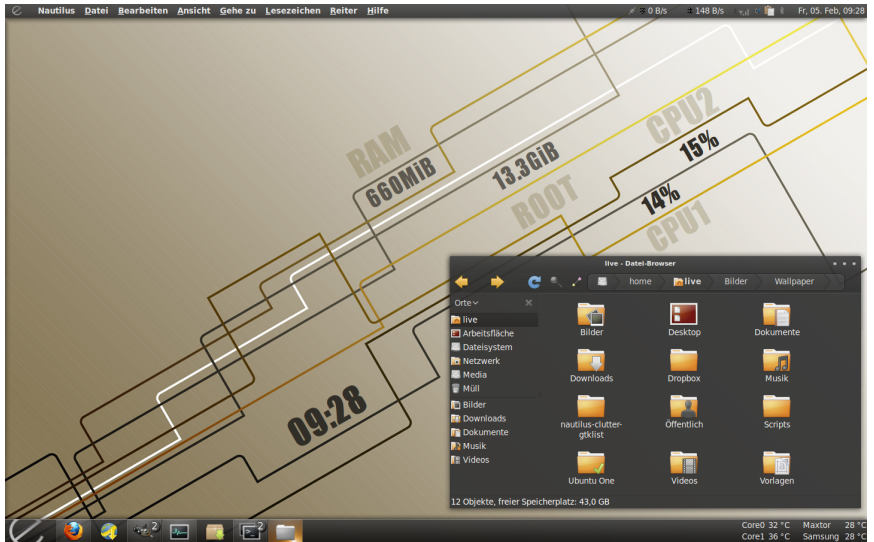 Nautilus Datei Bearbeiten Ansicht Gehe zu Lesezeichen Reiter Hilfe
0 B/s 148 B/s Fr, 05. Feb, 09:28
RAM
660MiB
13.3GiB
ROOT
CPU2
15%
14%
CPU1
09:28
live - Datei-Browser
home live Bilder Wallpaper
Orte
live
Arbeitsfläche
Dateisystem
Netzwerk
Media
Müll
Bilder
Downloads
Dokumente
Musik
Videos
Bilder Desktop Dokumente
Downloads Dropbox Musik
nautilus-clutter-
gtklist
Öffentlich Scripts
Ubuntu One Videos Vorlagen
12 Objekte, freier Speicherplatz: 43,0 GB
2
2
Core0 32 °C Maxtor 28 °C
Core1 36 °C Samsung 28 °C